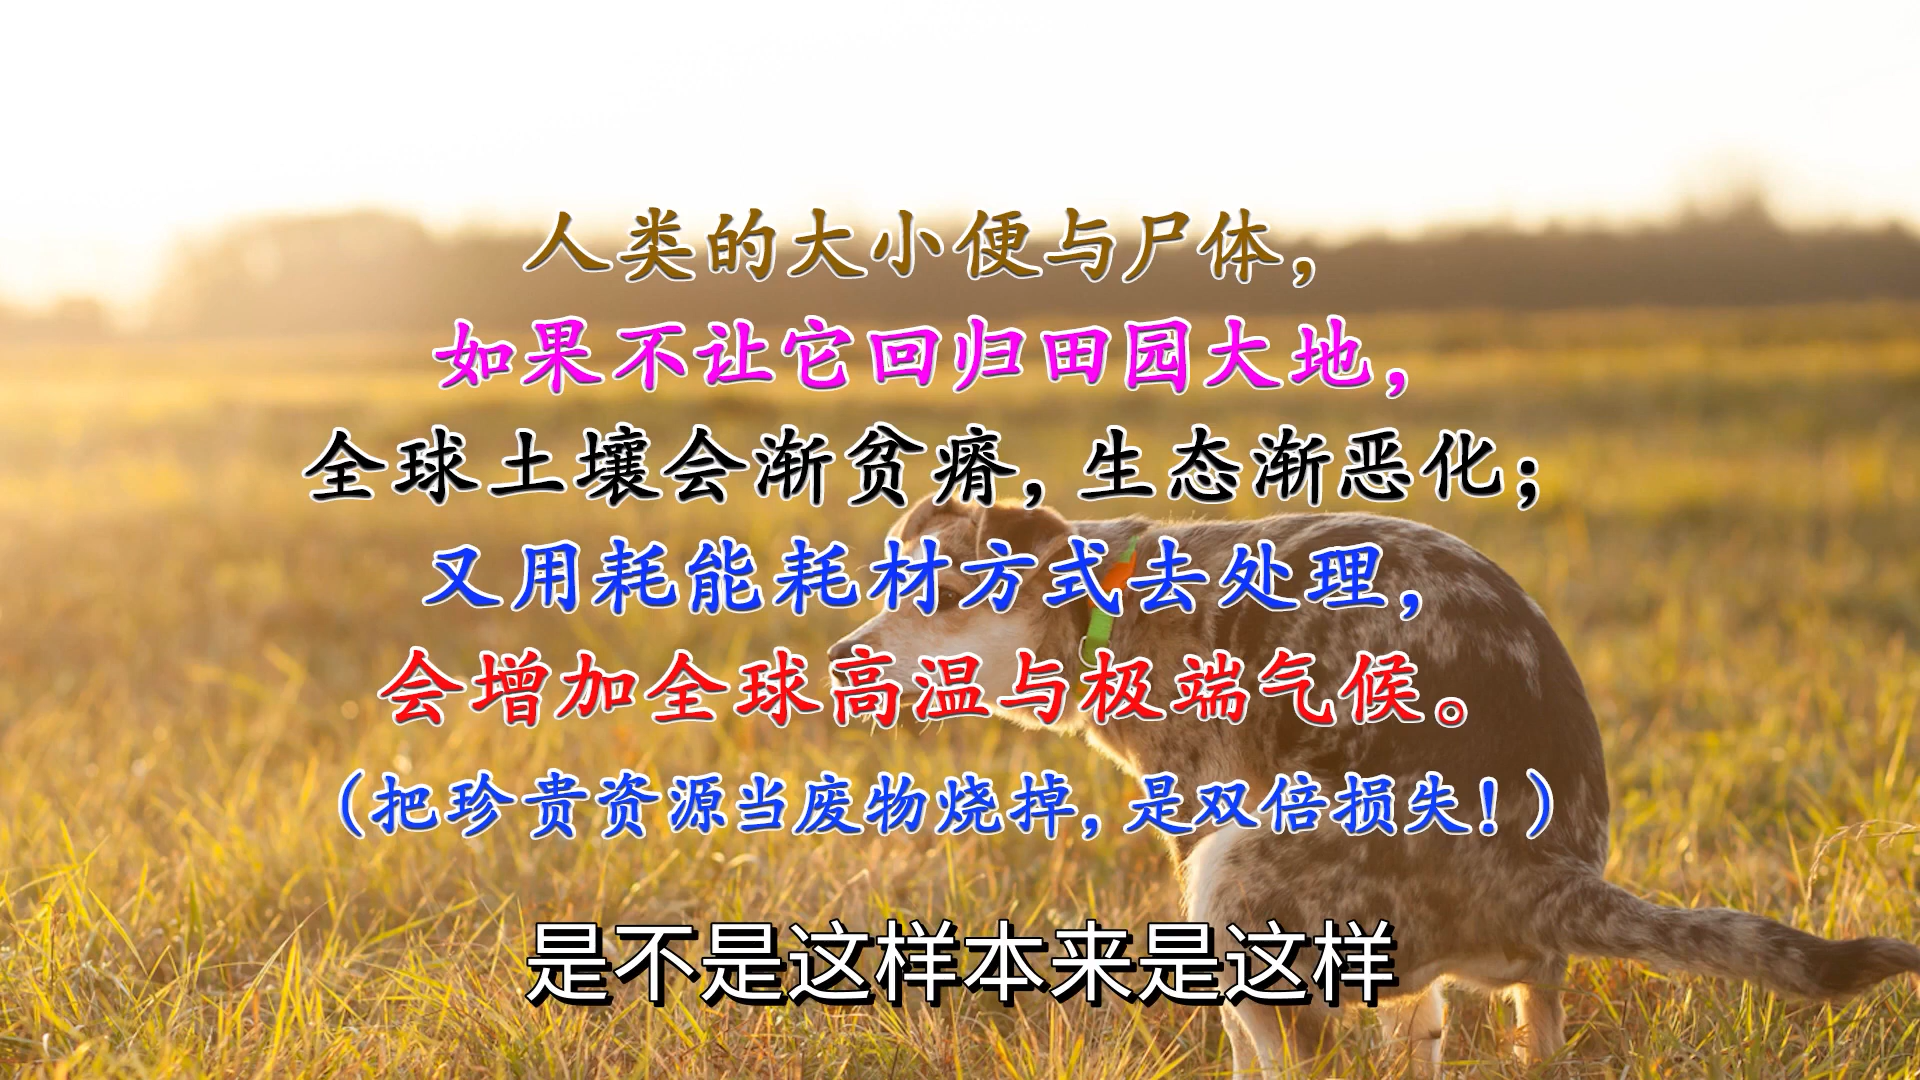 人类的大小便与尸体，
如果不让它回归田园大地，
全球土壤会渐贫瘠，生态渐恶化；
又用耗能耗材方式去处理，
会增加全球高温与极端气候。
（把珍贵资源当废物烧掉，是双倍损失！）
是不是这样本来是这样